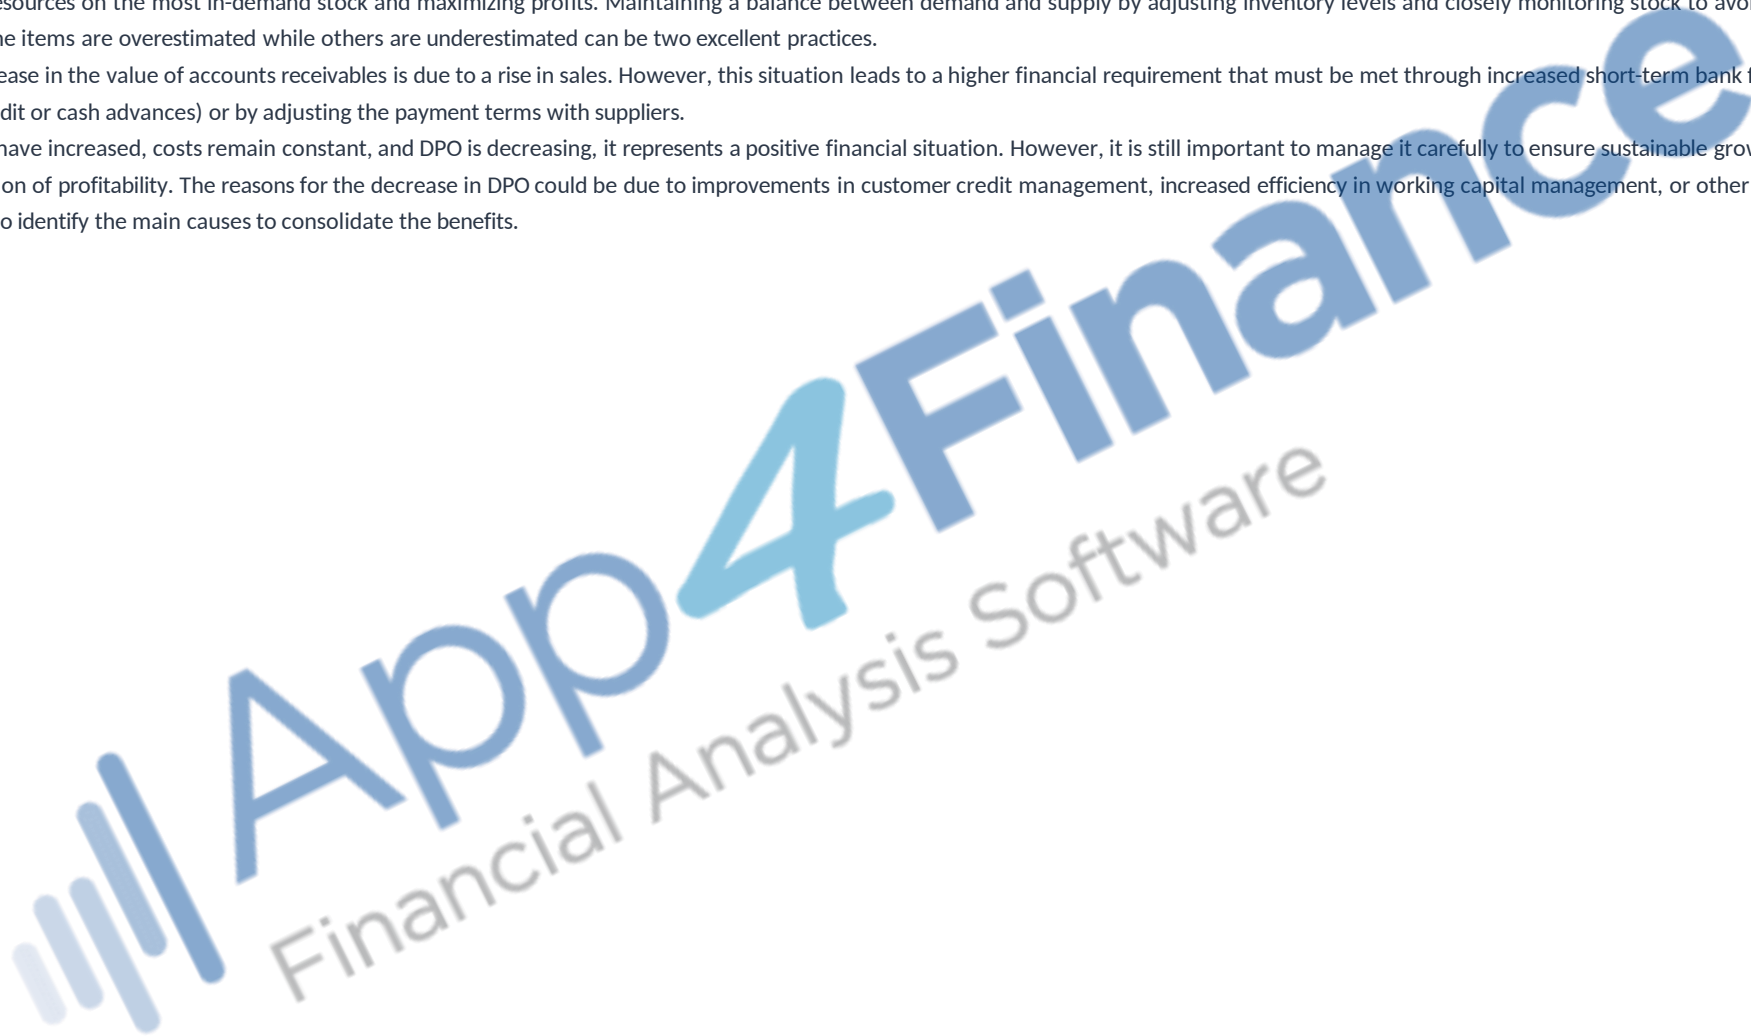 esources on the most in-demand stock and maximizing profits. Maintaining a balance between demand and supply by adjusting inventory levels and closely monitoring stock to avo
ne items are overestimated while others are underestimated can be two excellent practices.
ease in the value of accounts receivables is due to a rise in sales. However, this situation leads to a higher financial requirement that must be met through increased short-term bank f
dit or cash advances) or by adjusting the payment terms with suppliers.
have increased, costs remain constant, and DPO is decreasing, it represents a positive financial situation. However, it is still important to manage it carefully to ensure sustainable grow
on of profitability. The reasons for the decrease in DPO could be due to improvements in customer credit management, increased efficiency in working capital management, or other
o identify the main causes to consolidate the benefits.
App4Finance
Financial Analysis Software